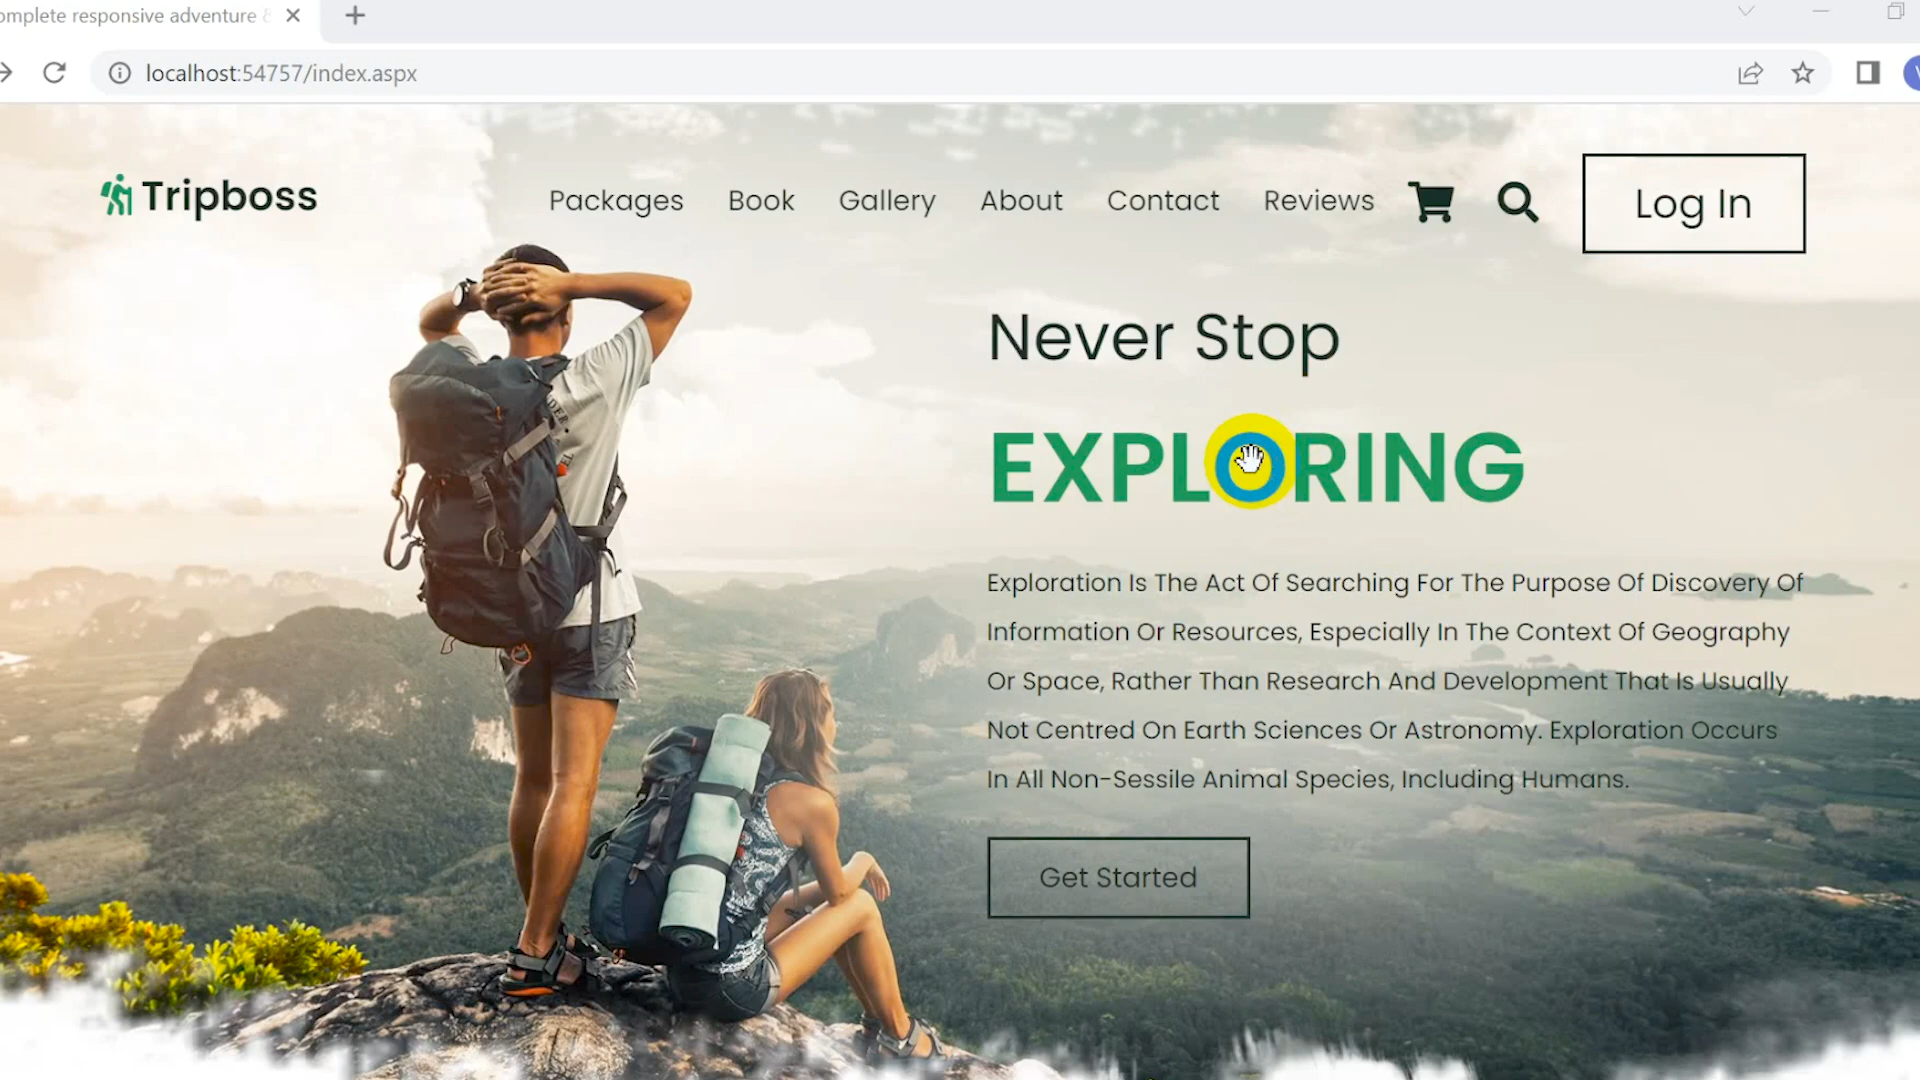 omplete responsive adventure &
localhost:54757/index.aspx
Tripboss
Packages Book Gallery About Contact Reviews Log In
Never Stop
EXPLORING
Exploration Is The Act Of Searching For The Purpose Of Discovery Of
Information Or Resources, Especially In The Context Of Geography
Or Space, Rather Than Research And Development That Is Usually
Not Centred On Earth Sciences Or Astronomy. Exploration Occurs
In All Non-Sessile Animal Species, Including Humans.
Get Started